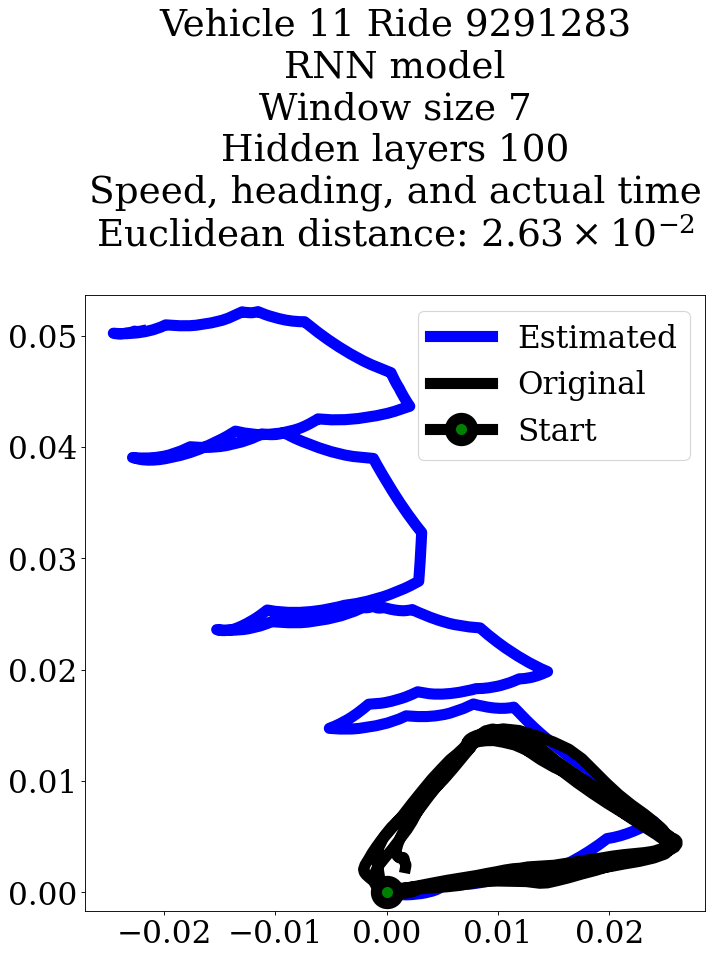 Vehicle 11 Ride 9291283
RNN model
Window size 7
Hidden layers 100
Speed, heading, and actual time
Euclidean distance: 2.63 × 10⁻²
Estimated
Original
Start
0.05
0.04
0.03
0.02
0.01
0.00
−0.02 −0.01 0.00 0.01 0.02